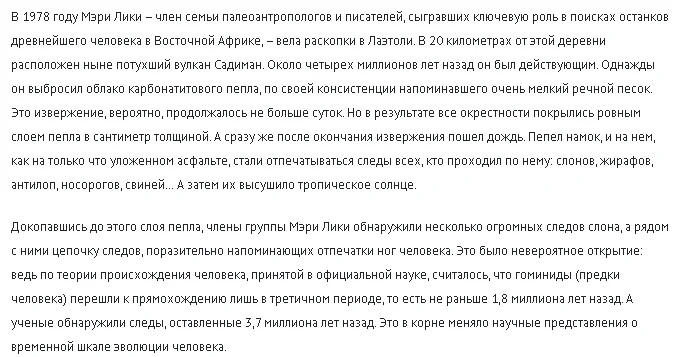 В 1978 году Мэри Лики – член семьи палеоантропологов и писателей, сыгравших ключевую роль в поисках останков
древнейшего человека в Восточной Африке, – вела раскопки в Лаэтоли. В 20 километрах от этой деревни
расположен ныне потухший вулкан Садиман. Около четырех миллионов лет назад он был действующим. Однажды
он выбросил облако карбонатитового пепла, по своей консистенции напоминавшего очень мелкий речной песок.
Это извержение, вероятно, продолжалось не больше суток. Но в результате все окрестности покрылись ровным
слоем пепла в сантиметр толщиной. А сразу же после окончания извержения пошел дождь. Пепел намок, и на нем,
как на только что уложенном асфальте, стали отпечатываться следы всех, кто проходил по нему: слонов, жирафов,
антилоп, носорогов, свиней... А затем их высушило тропическое солнце.
Докопавшись до этого слоя пепла, члены группы Мэри Лики обнаружили несколько огромных следов слона, а рядом
с ними цепочку следов, поразительно напоминающих отпечатки ног человека. Это было невероятное открытие:
ведь по теории происхождения человека, принятой в официальной науке, считалось, что гоминиды (предки
человека) перешли к прямохождению лишь в третичном периоде, то есть не раньше 1,8 миллиона лет назад. А
ученые обнаружили следы, оставленные 3,7 миллиона лет назад. Это в корне меняло научные представления о
временной шкале эволюции человека.